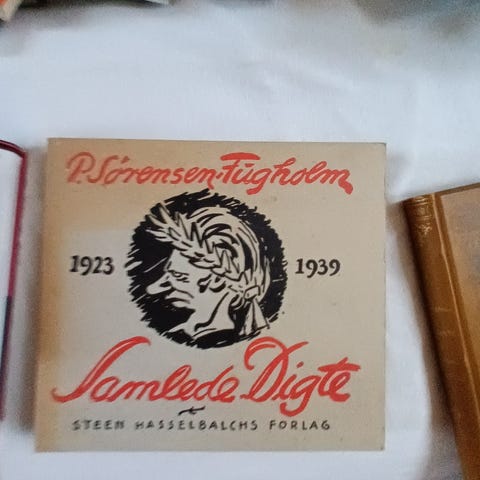 P. Sørensen-Fugholm
1923 1939
Samlede Digte
STEEN HASSELBALCHS FORLAG